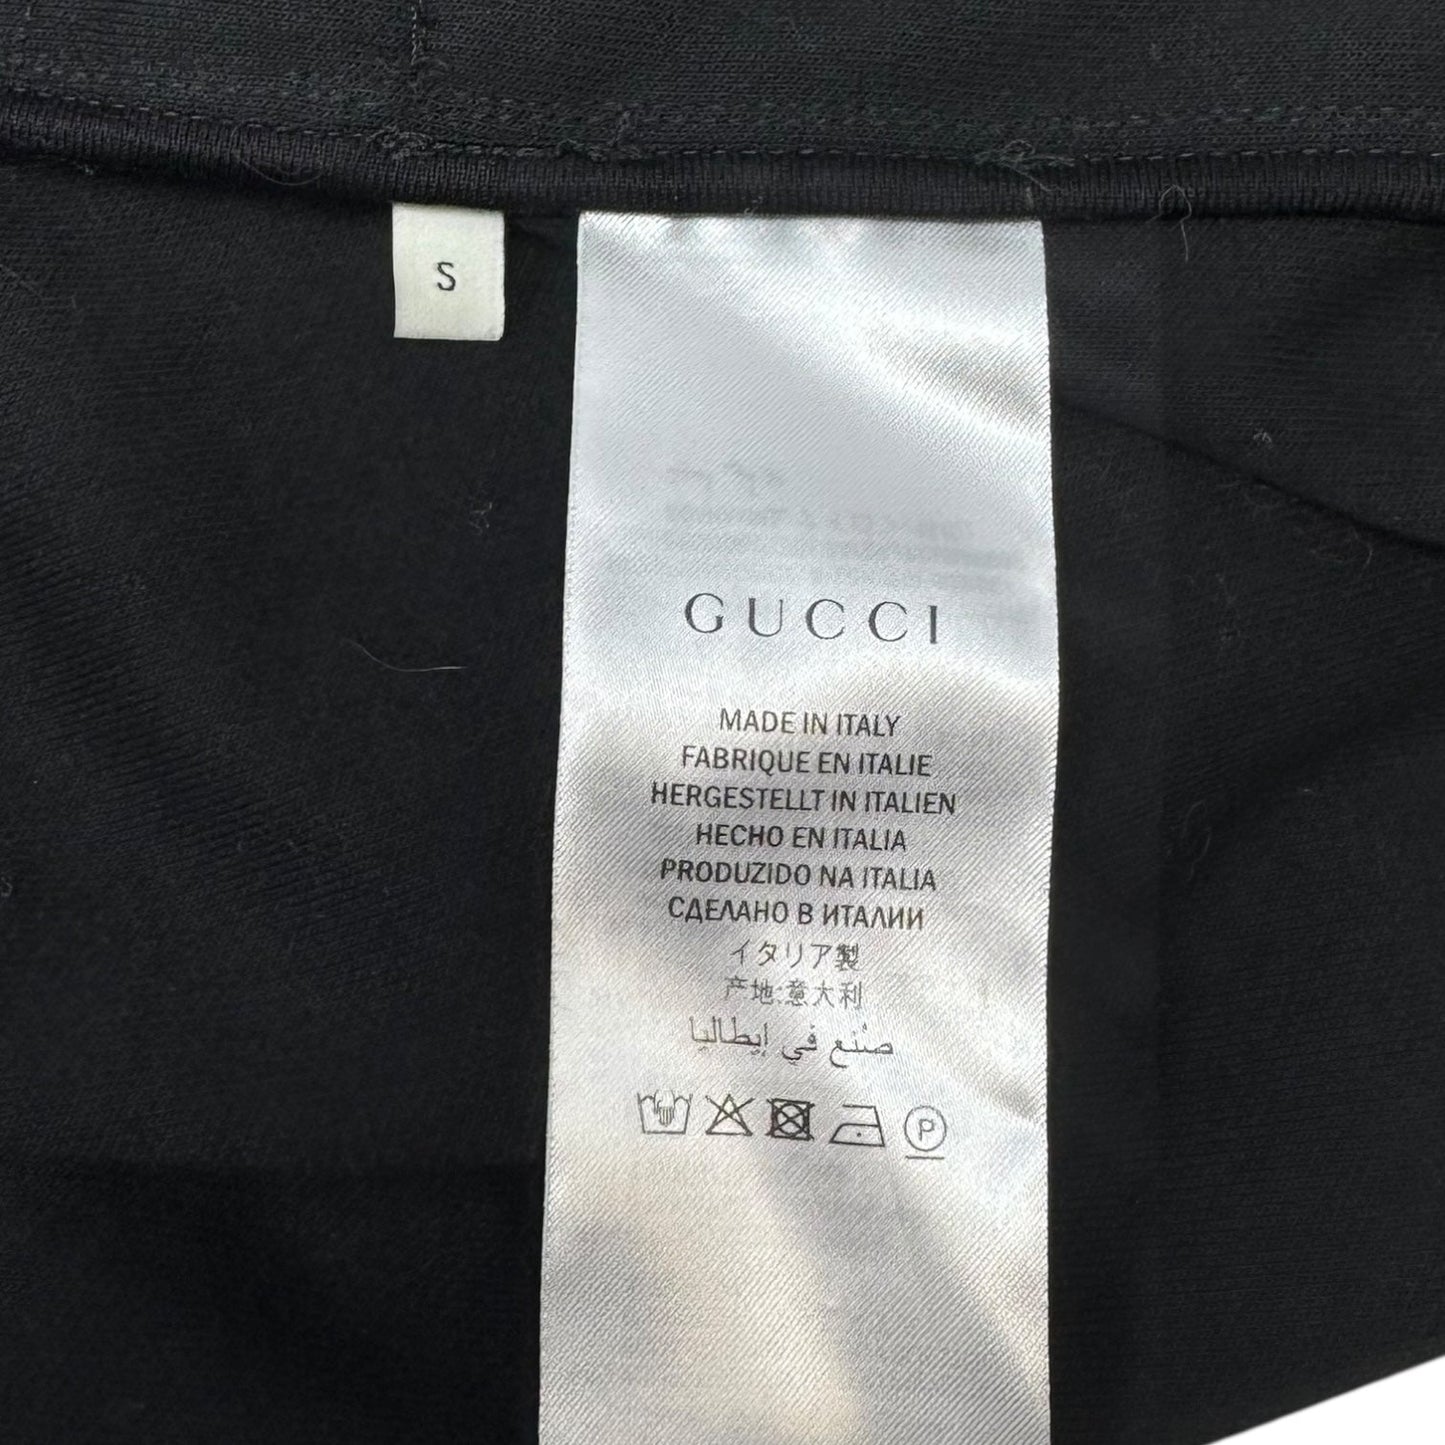 S
GUCCI
MADE IN ITALY
FABRIQUE EN ITALIE
HERGESTELLT IN ITALIEN
HECHO EN ITALIA
PRODUZIDO NA ITALIA
СДЕЛАНО В ИТАЛИИ
イタリア製
产地:意大利
صُنع في إيطاليا
P